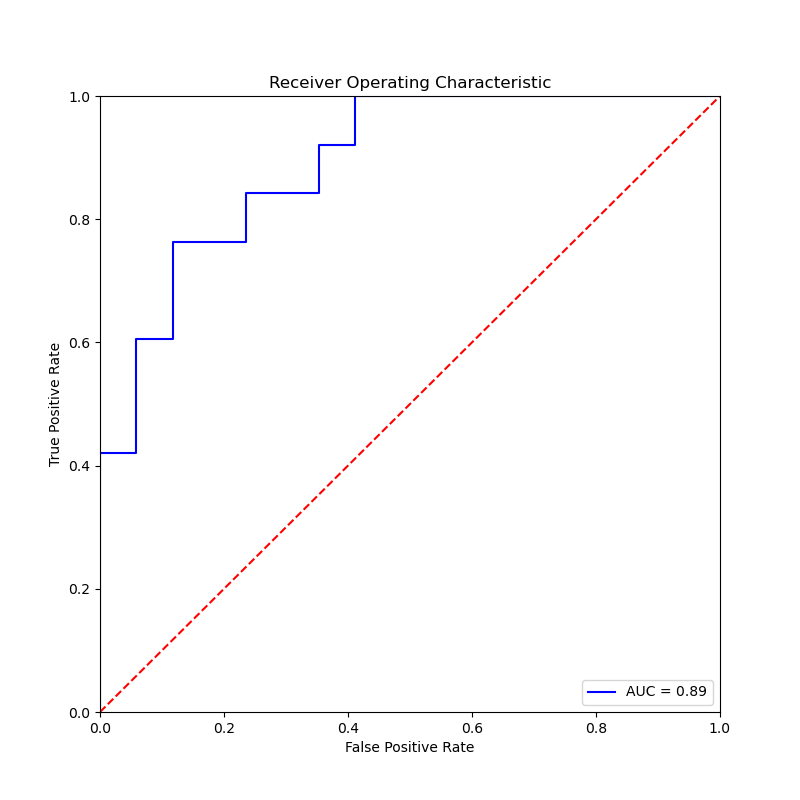 Receiver Operating Characteristic
1.0
0.8
0.6
0.4
0.2
0.0
True Positive Rate
AUC = 0.89
0.0 0.2 0.4 0.6 0.8 1.0
False Positive Rate